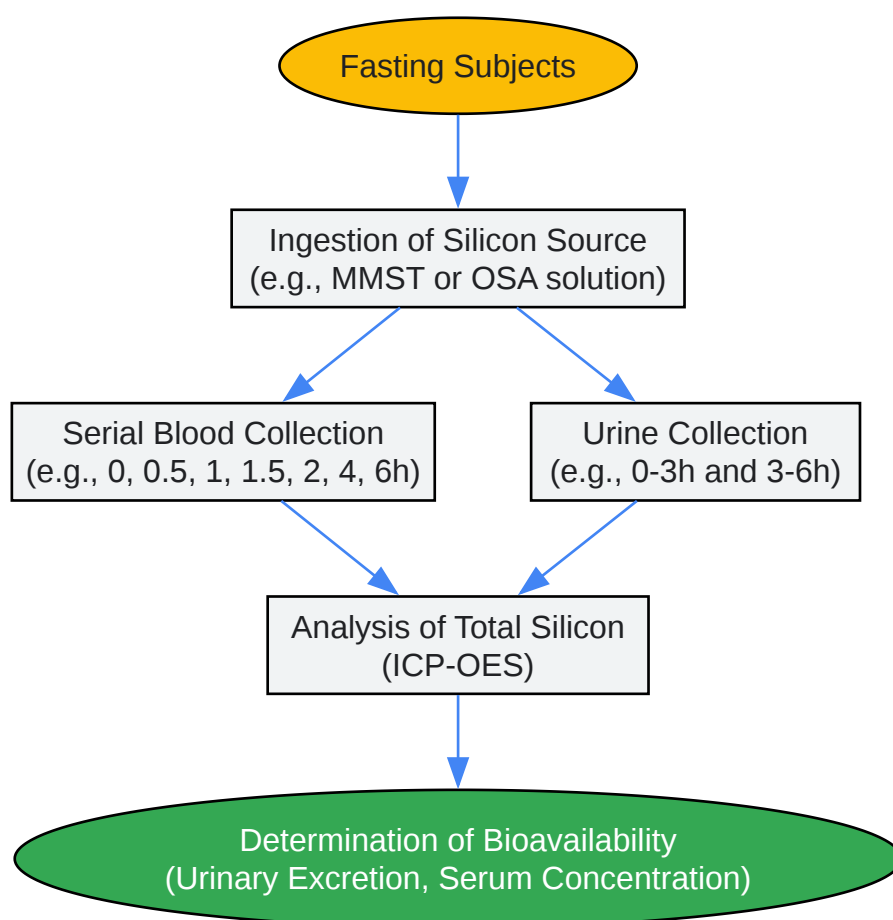 Fasting Subjects
Ingestion of Silicon Source
(e.g., MMST or OSA solution)
Serial Blood Collection
(e.g., 0, 0.5, 1, 1.5, 2, 4, 6h)
Urine Collection
(e.g., 0-3h and 3-6h)
Analysis of Total Silicon
(ICP-OES)
Determination of Bioavailability
(Urinary Excretion, Serum Concentration)